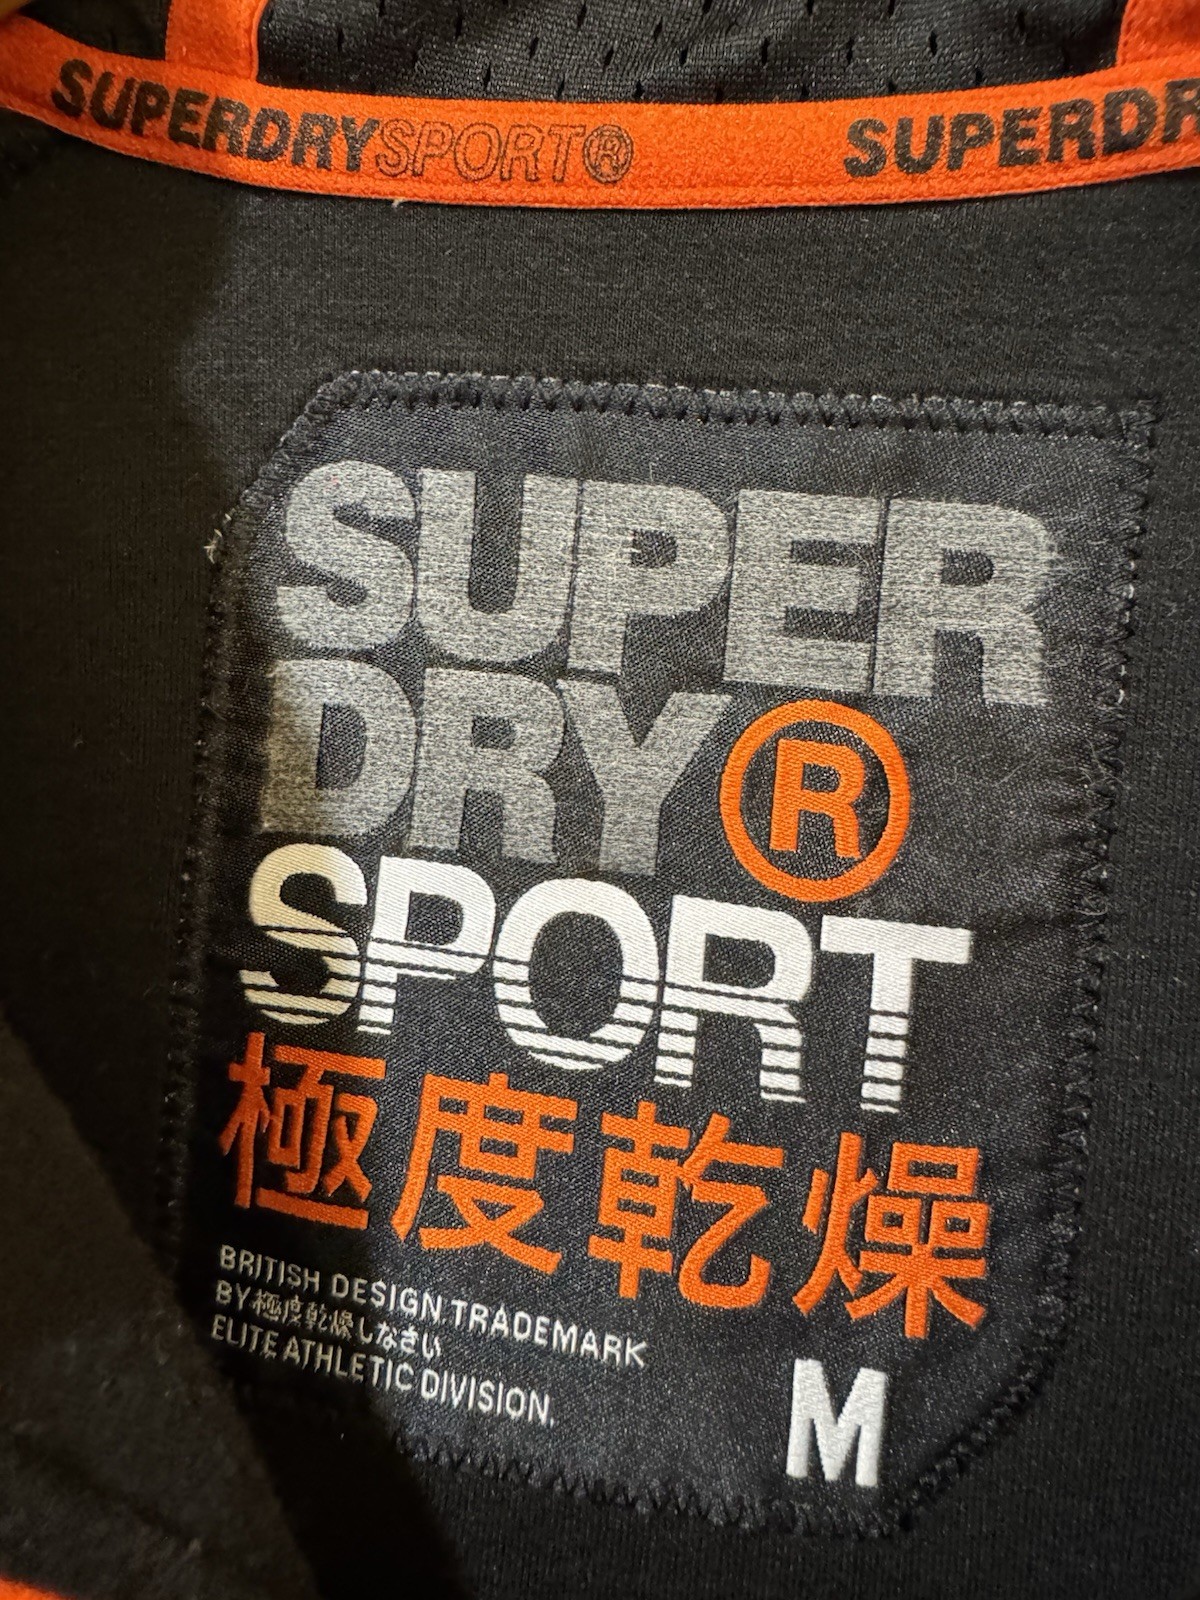 SUPERDRYSPORT® SUPERDR
SUPER
DRY®
SPORT
極度乾燥
BRITISH DESIGN TRADEMARK
BY 極度乾燥しなさい
ELITE ATHLETIC DIVISION.
M